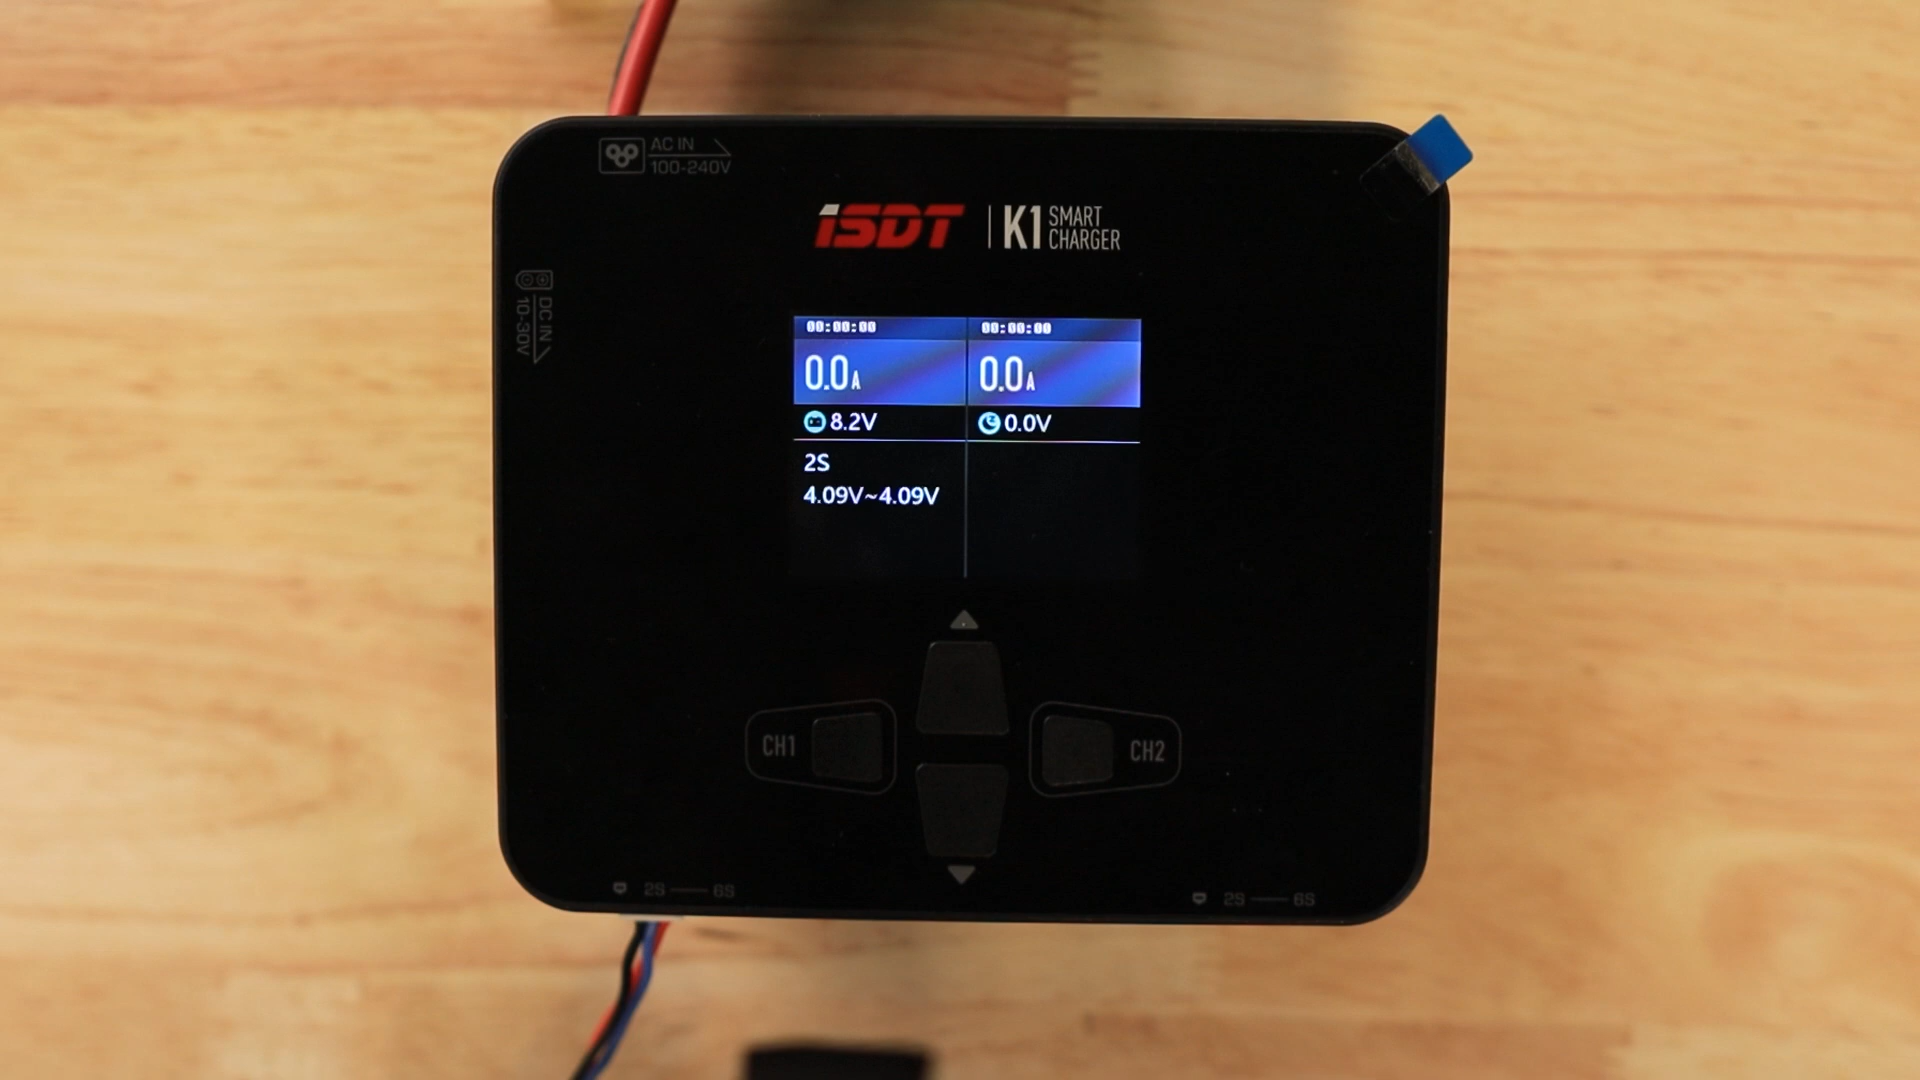 AC IN
100-240V
DC IN
10-30V
iSDT K1 SMART
CHARGER
00:00:00 00:00:00
0.0A 0.0A
8.2V 0.0V
2S
4.09V~4.09V
CH1 CH2
2S 6S 2S 6S